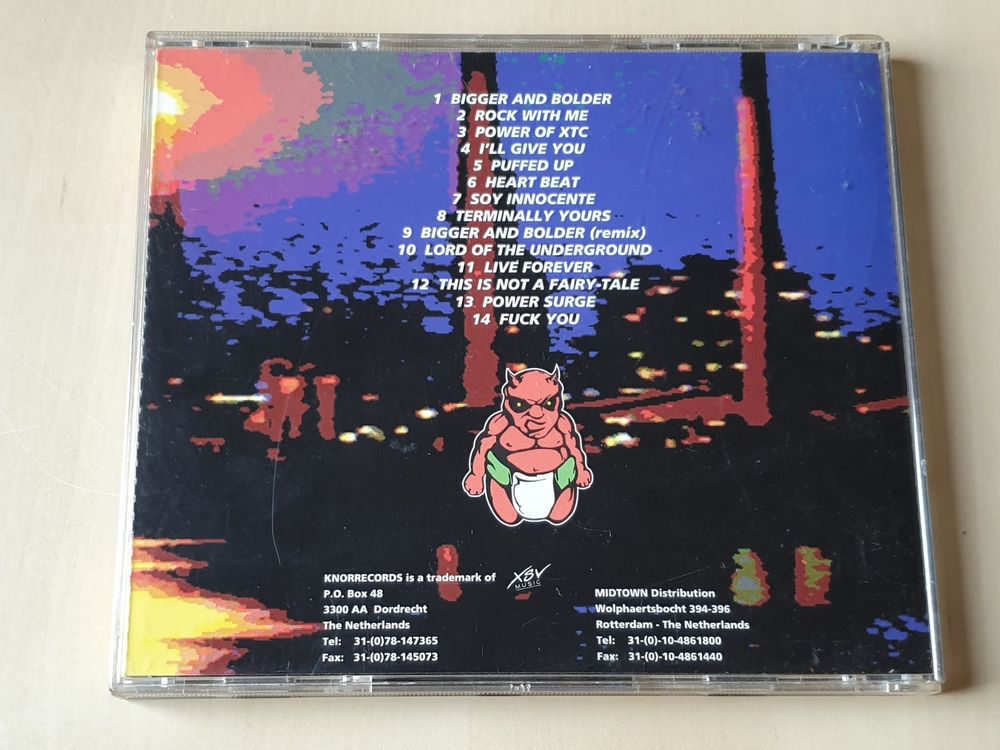 1 BIGGER AND BOLDER
2 ROCK WITH ME
3 POWER OF XTC
4 I'LL GIVE YOU
5 PUFFED UP
6 HEART BEAT
7 SOY INNOCENTE
8 TERMINALLY YOURS
9 BIGGER AND BOLDER (remix)
10 LORD OF THE UNDERGROUND
11 LIVE FOREVER
12 THIS IS NOT A FAIRY-TALE
13 POWER SURGE
14 FUCK YOU
KNORRECORDS is a trademark of XSV MUSIC
P.O. Box 48
3300 AA Dordrecht
The Netherlands
Tel: 31-(0)78-147365
Fax: 31-(0)78-145073
MIDTOWN Distribution
Wolphaertsbocht 394-396
Rotterdam - The Netherlands
Tel: 31-(0)-10-4861800
Fax: 31-(0)-10-4861440